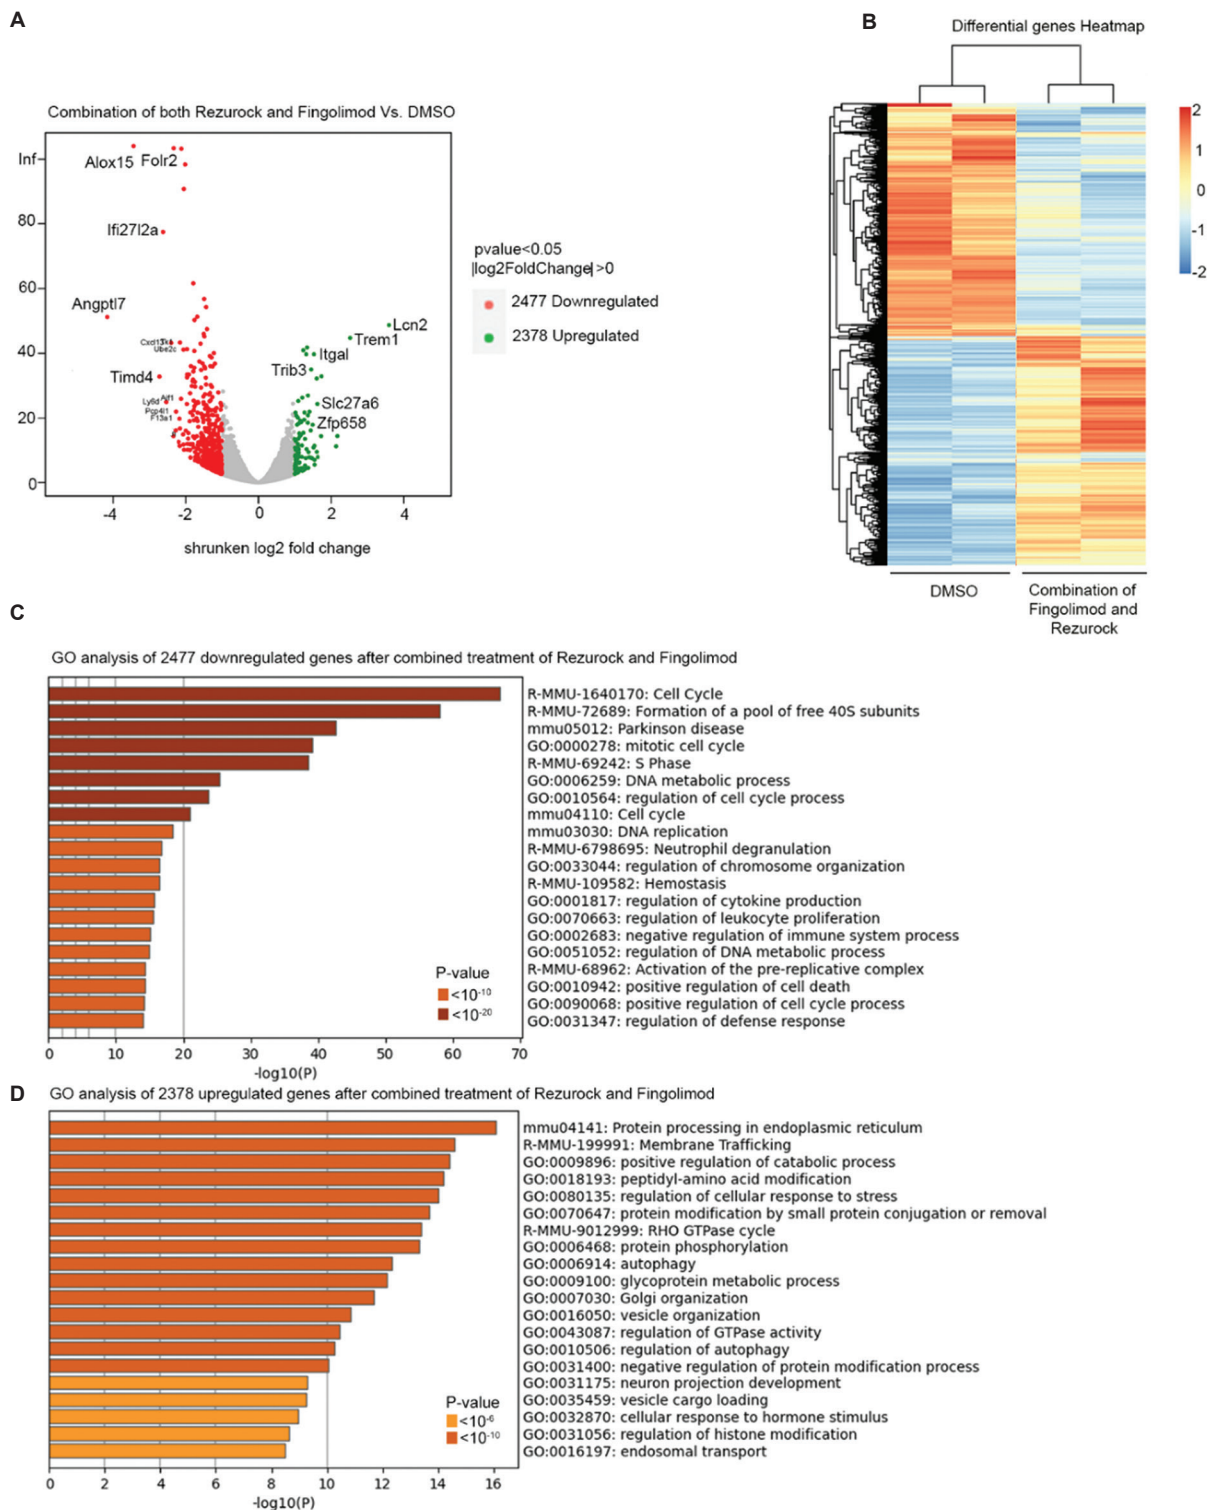 A
Combination of both Rezurock and Fingolimod Vs. DMSO
Inf
80
60
40
20
0
Alox15
Folr2
Ifi27l2a
Angptl7
Ube2c
Timd4
Ly6d
Aif1
Pcp4l1
F13a1
Lcn2
Trem1
Itgal
Trib3
Slc27a6
Zfp658
-4
-2
0
2
4
shrunken log2 fold change
pvalue<0.05
|log2FoldChange|>0
2477 Downregulated
2378 Upregulated
B
Differential genes Heatmap
2
1
0
-1
-2
DMSO
Combination of
Fingolimod and
Rezurock
C
GO analysis of 2477 downregulated genes after combined treatment of Rezurock and Fingolimod
R-MMU-1640170: Cell Cycle
R-MMU-72689: Formation of a pool of free 40S subunits
mmu05012: Parkinson disease
GO:0000278: mitotic cell cycle
R-MMU-69242: S Phase
GO:0006259: DNA metabolic process
GO:0010564: regulation of cell cycle process
mmu04110: Cell cycle
mmu03030: DNA replication
R-MMU-6798695: Neutrophil degranulation
GO:0033044: regulation of chromosome organization
R-MMU-109582: Hemostasis
GO:0001817: regulation of cytokine production
GO:0070663: regulation of leukocyte proliferation
GO:0002683: negative regulation of immune system process
GO:0051052: regulation of DNA metabolic process
R-MMU-68962: Activation of the pre-replicative complex
GO:0010942: positive regulation of cell death
GO:0090068: positive regulation of cell cycle process
GO:0031347: regulation of defense response
P-value
<10⁻¹⁰
<10⁻²⁰
0 10 20 30 40 50 60 70
-log10(P)
D
GO analysis of 2378 upregulated genes after combined treatment of Rezurock and Fingolimod
mmu04141: Protein processing in endoplasmic reticulum
R-MMU-199991: Membrane Trafficking
GO:0009896: positive regulation of catabolic process
GO:0018193: peptidyl-amino acid modification
GO:0080135: regulation of cellular response to stress
GO:0070647: protein modification by small protein conjugation or removal
R-MMU-9012999: RHO GTPase cycle
GO:0006468: protein phosphorylation
GO:0006914: autophagy
GO:0009100: glycoprotein metabolic process
GO:0007030: Golgi organization
GO:0016050: vesicle organization
GO:0043087: regulation of GTPase activity
GO:0010506: regulation of autophagy
GO:0031400: negative regulation of protein modification process
GO:0031175: neuron projection development
GO:0035459: vesicle cargo loading
GO:0032870: cellular response to hormone stimulus
GO:0031056: regulation of histone modification
GO:0016197: endosomal transport
P-value
<10⁻⁶
<10⁻¹⁰
0 2 4 6 8 10 12 14 16
-log10(P)